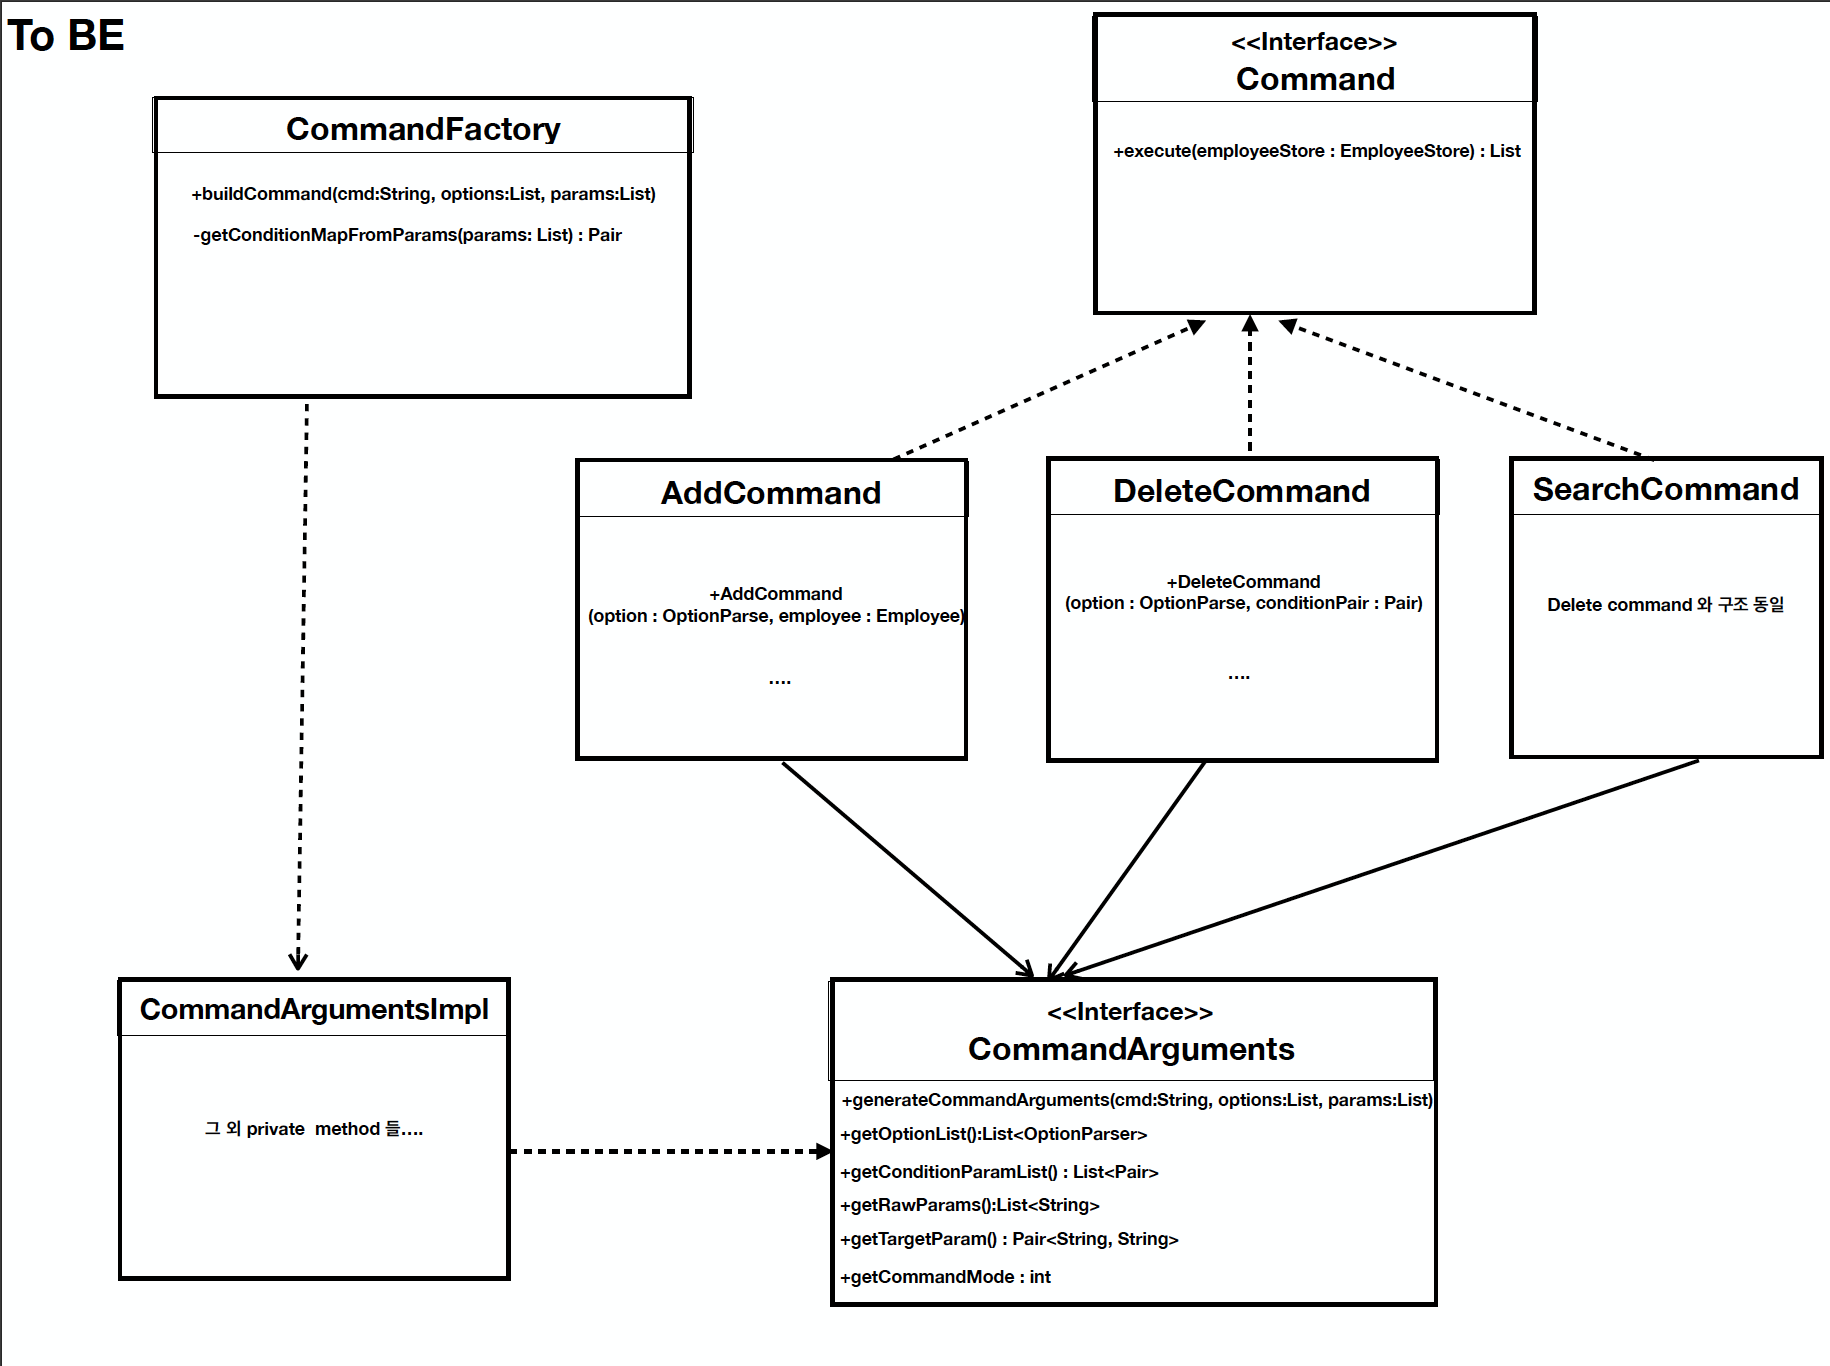 To BE
<<Interface>>
Command
+execute(employeeStore : EmployeeStore) : List
CommandFactory
+buildCommand(cmd:String, options:List, params:List)
-getConditionMapFromParams(params: List) : Pair
AddCommand
+AddCommand
(option : OptionParse, employee : Employee)
....
DeleteCommand
+DeleteCommand
(option : OptionParse, conditionPair : Pair)
....
SearchCommand
Delete command 와 구조 동일
CommandArgumentsImpl
그 외 private method 들....
<<Interface>>
CommandArguments
+generateCommandArguments(cmd:String, options:List, params:List)
+getOptionList():List<OptionParser>
+getConditionParamList() : List<Pair>
+getRawParams():List<String>
+getTargetParam() : Pair<String, String>
+getCommandMode : int